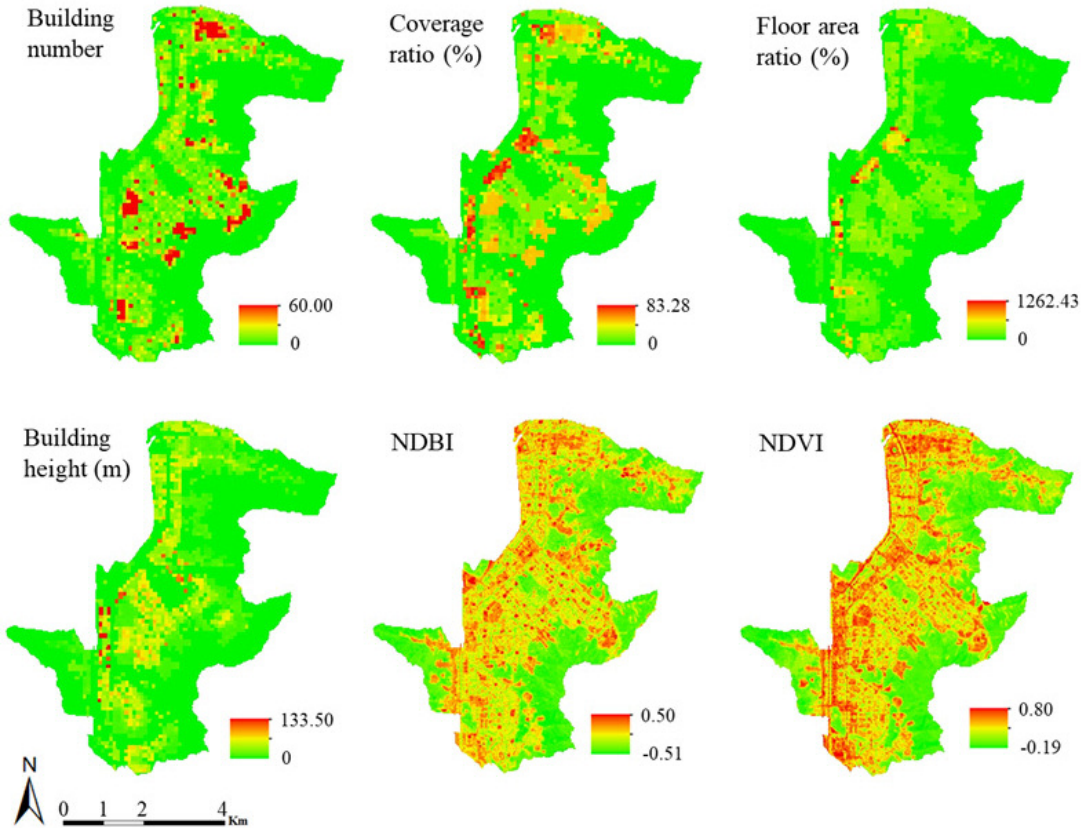 Building
number
60.00
0
Coverage
ratio (%)
83.28
0
Floor area
ratio (%)
1262.43
0
Building
height (m)
133.50
0
NDBI
0.50
-0.51
NDVI
0.80
-0.19
N
0 1 2 4
Km